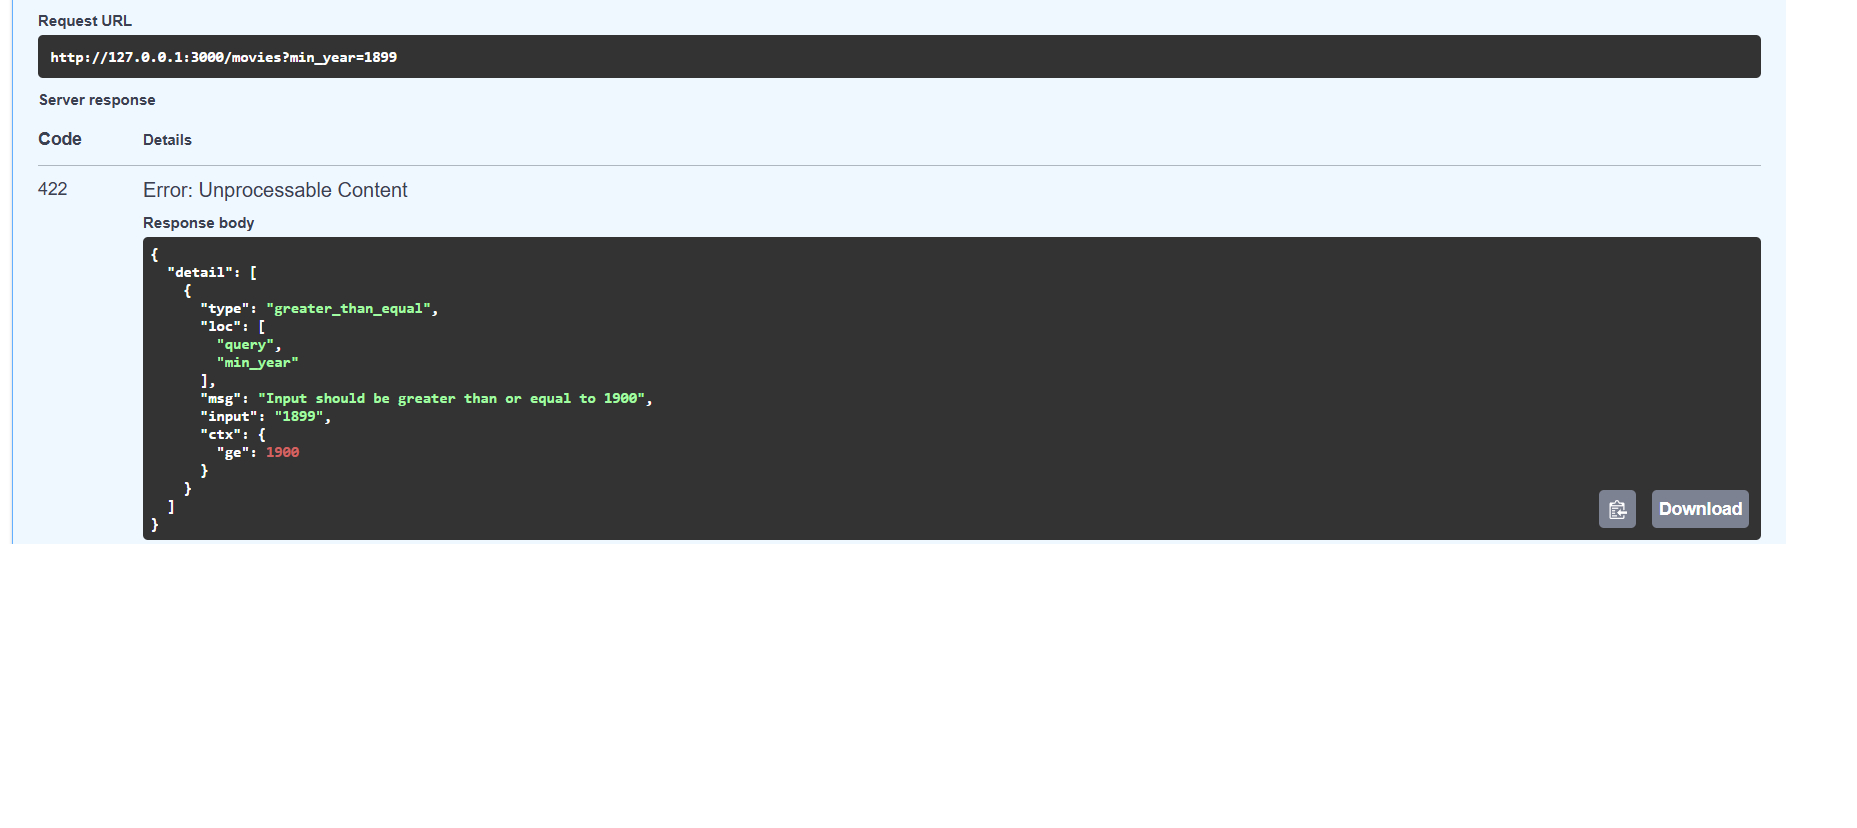 Request URL
http://127.0.0.1:3000/movies?min_year=1899
Server response
Code Details
422 Error: Unprocessable Content
Response body
{
  "detail": [
    {
      "type": "greater_than_equal",
      "loc": [
        "query",
        "min_year"
      ],
      "msg": "Input should be greater than or equal to 1900",
      "input": "1899",
      "ctx": {
        "ge": 1900
      }
    }
  ]
}
Download